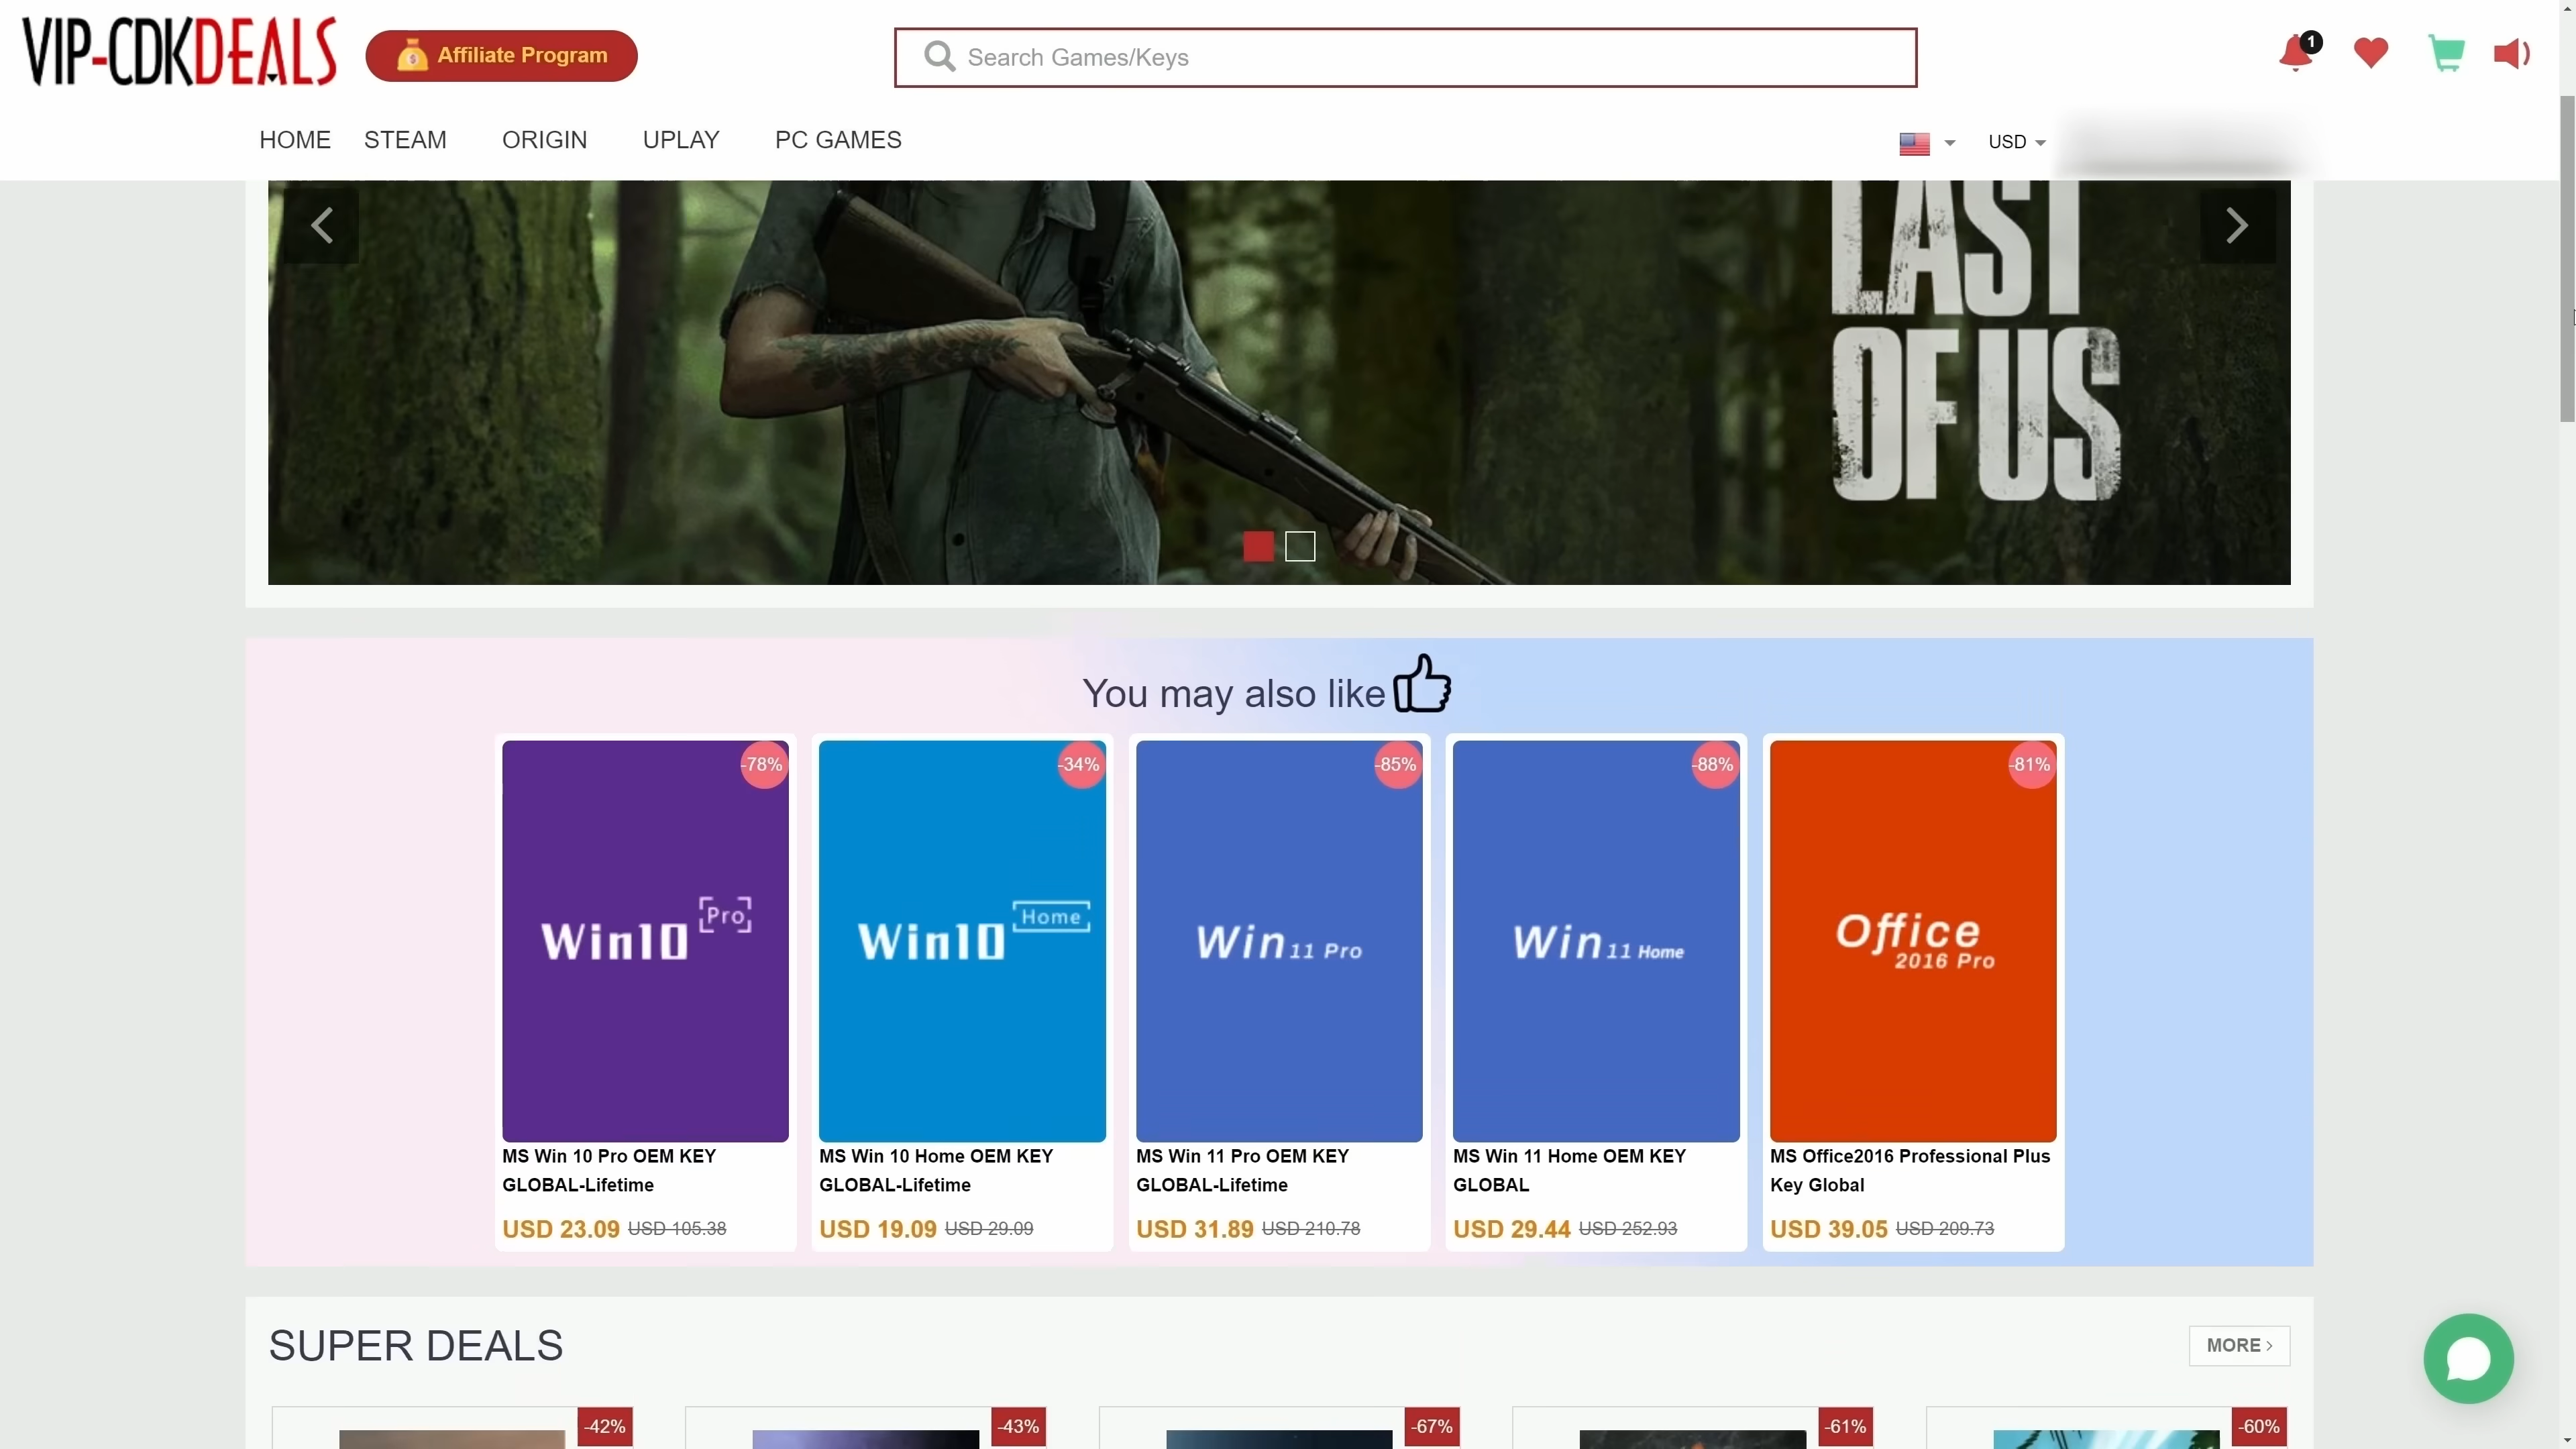 VIP-CDKDEALS
Affiliate Program
Search Games/Keys
1
HOME
STEAM
ORIGIN
UPLAY
PC GAMES
USD
LAST
OF US
You may also like
-78%
-34%
-85%
-88%
-81%
Win10 Pro
Win10 Home
Win 11 Pro
Win 11 Home
Office
2016 Pro
MS Win 10 Pro OEM KEY
GLOBAL-Lifetime
USD 23.09 USD 105.38
MS Win 10 Home OEM KEY
GLOBAL-Lifetime
USD 19.09 USD 29.09
MS Win 11 Pro OEM KEY
GLOBAL-Lifetime
USD 31.89 USD 210.78
MS Win 11 Home OEM KEY
GLOBAL
USD 29.44 USD 252.93
MS Office2016 Professional Plus
Key Global
USD 39.05 USD 209.73
SUPER DEALS
MORE >
-42%
-43%
-67%
-61%
-60%